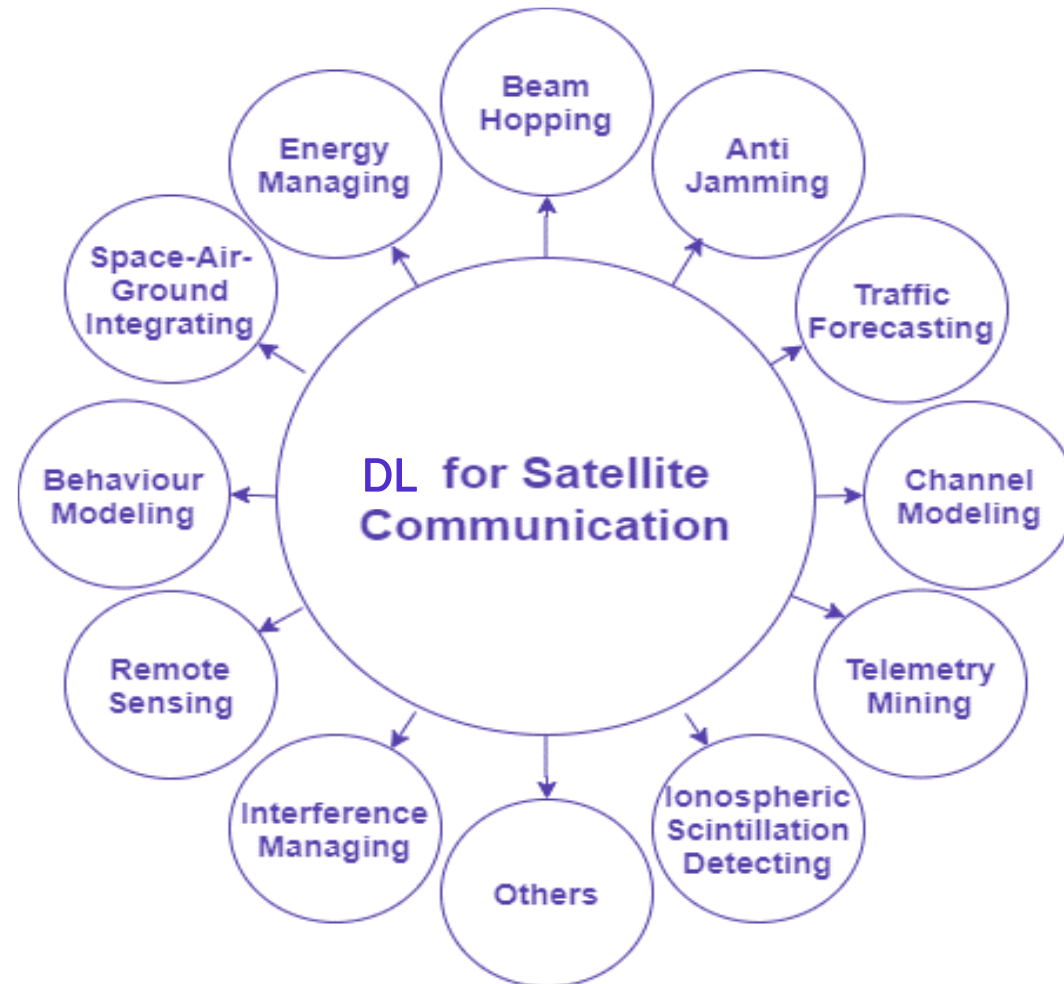 Beam
Hopping
Anti
Jamming
Traffic
Forecasting
Channel
Modeling
Telemetry
Mining
Ionospheric
Scintillation
Detecting
Others
Interference
Managing
Remote
Sensing
Behaviour
Modeling
Space-Air-
Ground
Integrating
Energy
Managing
DL for Satellite
Communication